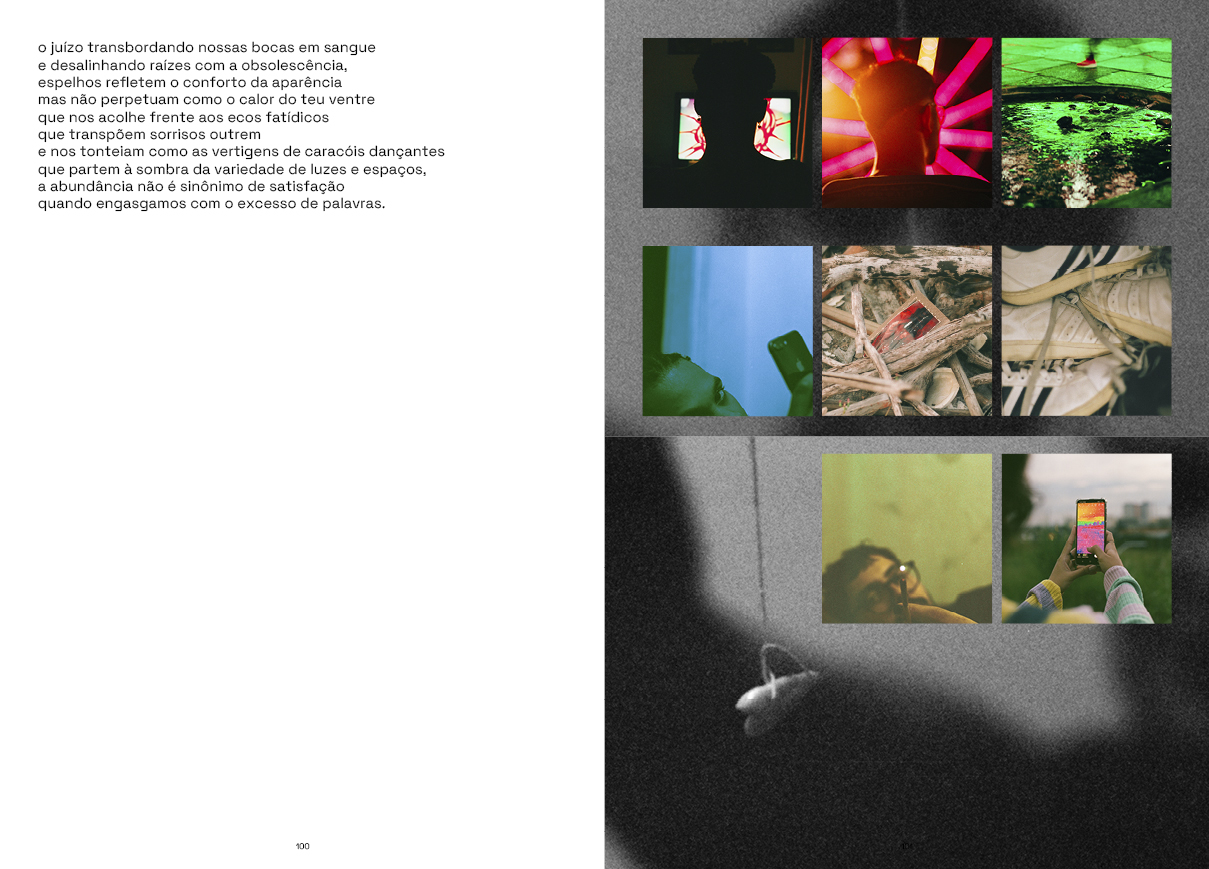 o juízo transbordando nossas bocas em sangue
e desalinhando raízes com a obsolescência,
espelhos refletem o conforto da aparência
mas não perpetuam como o calor do teu ventre
que nos acolhe frente aos ecos fatídicos
que transpõem sorrisos outrem
e nos tonteiam como as vertigens de caracóis dançantes
que partem à sombra da variedade de luzes e espaços,
a abundância não é sinônimo de satisfação
quando engasgamos com o excesso de palavras.
100